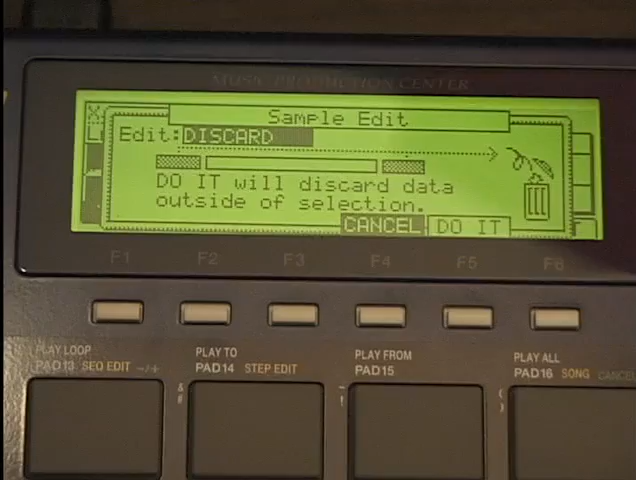 MUSIC PRODUCTION CENTER
Sample Edit
Edit:DISCARD
DO IT will discard data
outside of selection.
CANCEL DO IT
F1 F2 F3 F4 F5 F6
PLAY LOOP PLAY TO PLAY FROM PLAY ALL
PAD13 SEQ EDIT -/+ PAD14 STEP EDIT PAD15 PAD16 SONG CANCEL